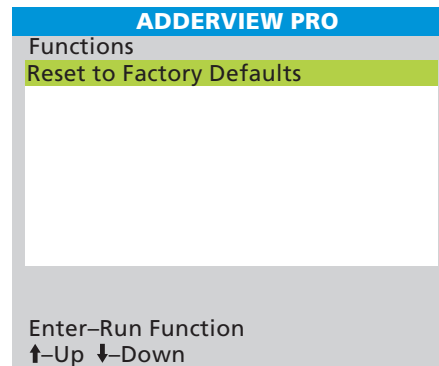 ADDERVIEW PRO
Functions
Reset to Factory Defaults
Enter–Run Function
↑–Up ↓–Down